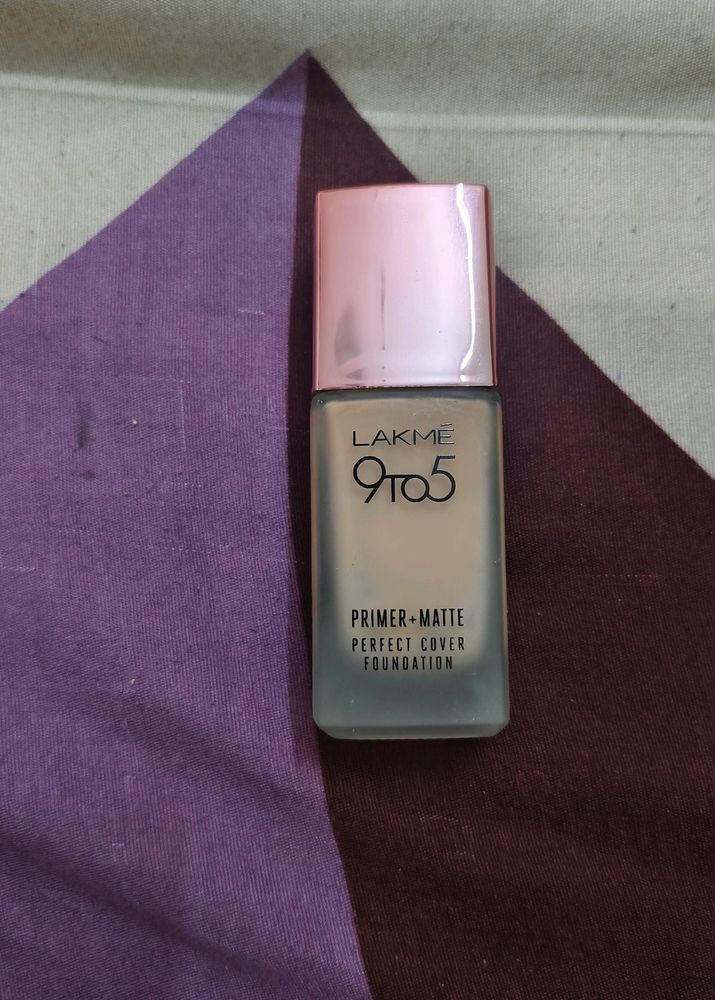 LAKMĒ
9TO5
PRIMER+MATTE
PERFECT COVER
FOUNDATION